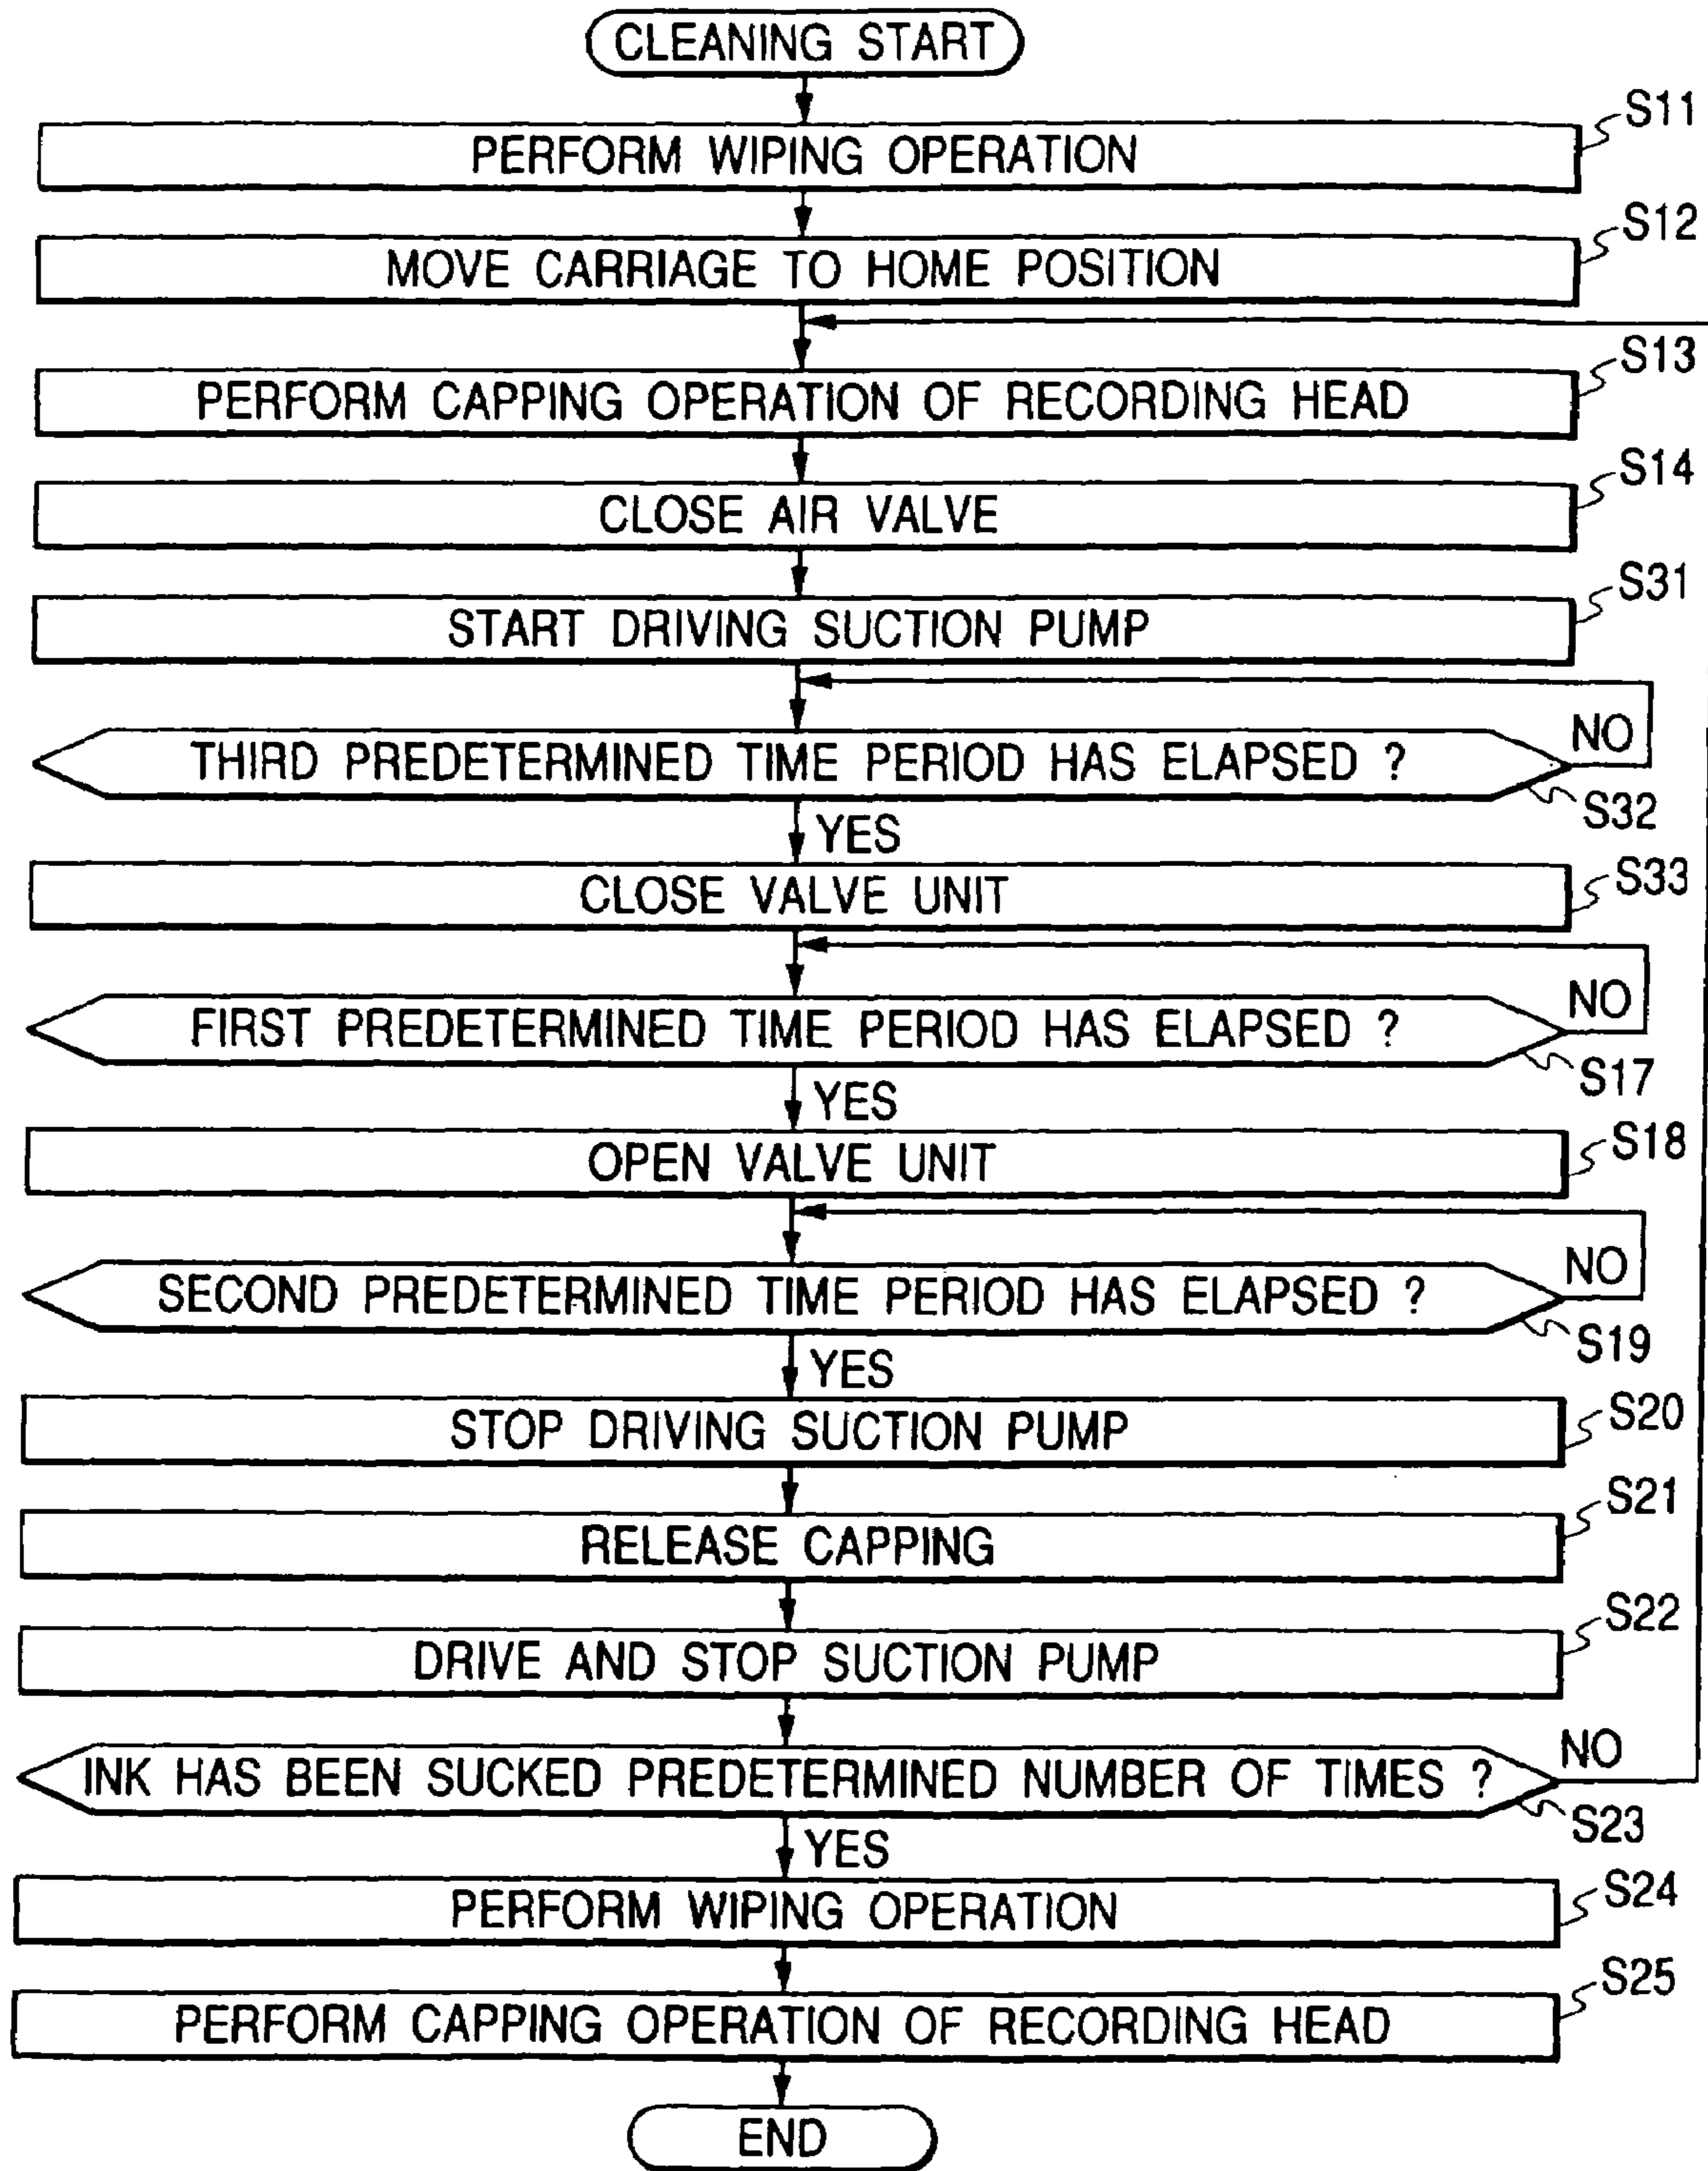 CLEANING START
S11
PERFORM WIPING OPERATION
S12
MOVE CARRIAGE TO HOME POSITION
S13
PERFORM CAPPING OPERATION OF RECORDING HEAD
S14
CLOSE AIR VALVE
S31
START DRIVING SUCTION PUMP
NO
THIRD PREDETERMINED TIME PERIOD HAS ELAPSED ?
S32
YES
S33
CLOSE VALVE UNIT
NO
FIRST PREDETERMINED TIME PERIOD HAS ELAPSED ?
S17
YES
S18
OPEN VALVE UNIT
NO
SECOND PREDETERMINED TIME PERIOD HAS ELAPSED ?
S19
YES
S20
STOP DRIVING SUCTION PUMP
S21
RELEASE CAPPING
S22
DRIVE AND STOP SUCTION PUMP
NO
INK HAS BEEN SUCKED PREDETERMINED NUMBER OF TIMES ?
S23
YES
S24
PERFORM WIPING OPERATION
S25
PERFORM CAPPING OPERATION OF RECORDING HEAD
END